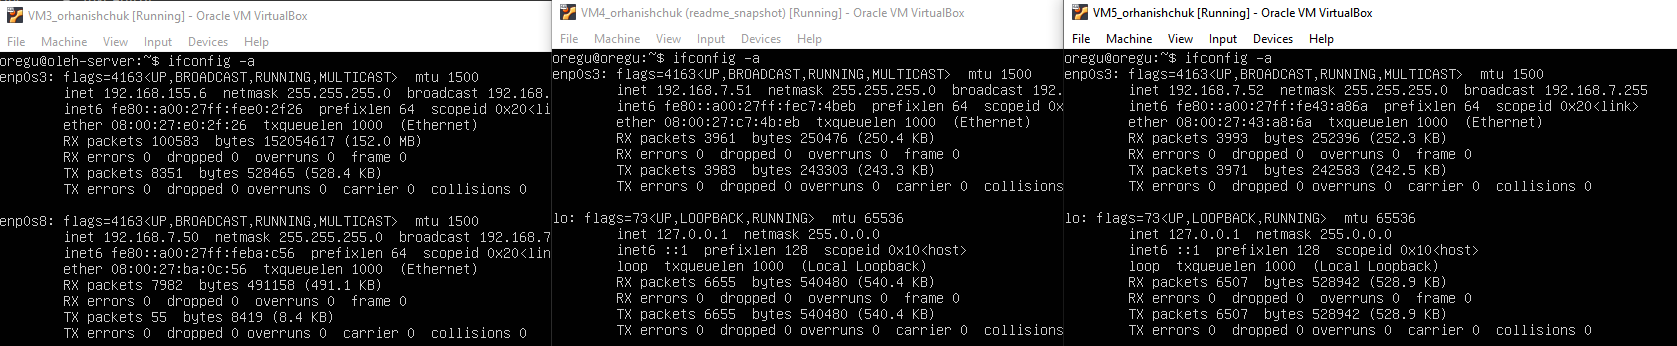 VM3_orhanishchuk [Running] - Oracle VM VirtualBox
File Machine View Input Devices Help
oregu@oleh-server:~$ ifconfig -a
enp0s3: flags=4163<UP,BROADCAST,RUNNING,MULTICAST>  mtu 1500
inet 192.168.155.6  netmask 255.255.255.0  broadcast 192.168.
inet6 fe80::a00:27ff:fee0:2f26  prefixlen 64  scopeid 0x20<li
ether 08:00:27:e0:2f:26  txqueuelen 1000  (Ethernet)
RX packets 100583  bytes 152054617 (152.0 MB)
RX errors 0  dropped 0  overruns 0  frame 0
TX packets 8351  bytes 528465 (528.4 KB)
TX errors 0  dropped 0 overruns 0  carrier 0  collisions 0
enp0s8: flags=4163<UP,BROADCAST,RUNNING,MULTICAST>  mtu 1500
inet 192.168.7.50  netmask 255.255.255.0  broadcast 192.168.7
inet6 fe80::a00:27ff:feba:c56  prefixlen 64  scopeid 0x20<lin
ether 08:00:27:ba:0c:56  txqueuelen 1000  (Ethernet)
RX packets 7982  bytes 491158 (491.1 KB)
RX errors 0  dropped 0  overruns 0  frame 0
TX packets 55  bytes 8419 (8.4 KB)
TX errors 0  dropped 0 overruns 0  carrier 0  collisions 0
VM4_orhanishchuk (readme_snapshot) [Running] - Oracle VM VirtualBox
File Machine View Input Devices Help
oregu@oregu:~$ ifconfig -a
enp0s3: flags=4163<UP,BROADCAST,RUNNING,MULTICAST>  mtu 1500
inet 192.168.7.51  netmask 255.255.255.0  broadcast 192.
inet6 fe80::a00:27ff:fec7:4beb  prefixlen 64  scopeid 0x
ether 08:00:27:c7:4b:eb  txqueuelen 1000  (Ethernet)
RX packets 3961  bytes 250476 (250.4 KB)
RX errors 0  dropped 0  overruns 0  frame 0
TX packets 3983  bytes 243303 (243.3 KB)
TX errors 0  dropped 0 overruns 0  carrier 0  collisions
lo: flags=73<UP,LOOPBACK,RUNNING>  mtu 65536
inet 127.0.0.1  netmask 255.0.0.0
inet6 ::1  prefixlen 128  scopeid 0x10<host>
loop  txqueuelen 1000  (Local Loopback)
RX packets 6655  bytes 540480 (540.4 KB)
RX errors 0  dropped 0  overruns 0  frame 0
TX packets 6655  bytes 540480 (540.4 KB)
TX errors 0  dropped 0 overruns 0  carrier 0  collisions
VM5_orhanishchuk [Running] - Oracle VM VirtualBox
File Machine View Input Devices Help
oregu@oregu:~$ ifconfig -a
enp0s3: flags=4163<UP,BROADCAST,RUNNING,MULTICAST>  mtu 1500
inet 192.168.7.52  netmask 255.255.255.0  broadcast 192.168.7.255
inet6 fe80::a00:27ff:fe43:a86a  prefixlen 64  scopeid 0x20<link>
ether 08:00:27:43:a8:6a  txqueuelen 1000  (Ethernet)
RX packets 3993  bytes 252396 (252.3 KB)
RX errors 0  dropped 0  overruns 0  frame 0
TX packets 3971  bytes 242583 (242.5 KB)
TX errors 0  dropped 0 overruns 0  carrier 0  collisions 0
lo: flags=73<UP,LOOPBACK,RUNNING>  mtu 65536
inet 127.0.0.1  netmask 255.0.0.0
inet6 ::1  prefixlen 128  scopeid 0x10<host>
loop  txqueuelen 1000  (Local Loopback)
RX packets 6507  bytes 528942 (528.9 KB)
RX errors 0  dropped 0  overruns 0  frame 0
TX packets 6507  bytes 528942 (528.9 KB)
TX errors 0  dropped 0 overruns 0  carrier 0  collisions 0